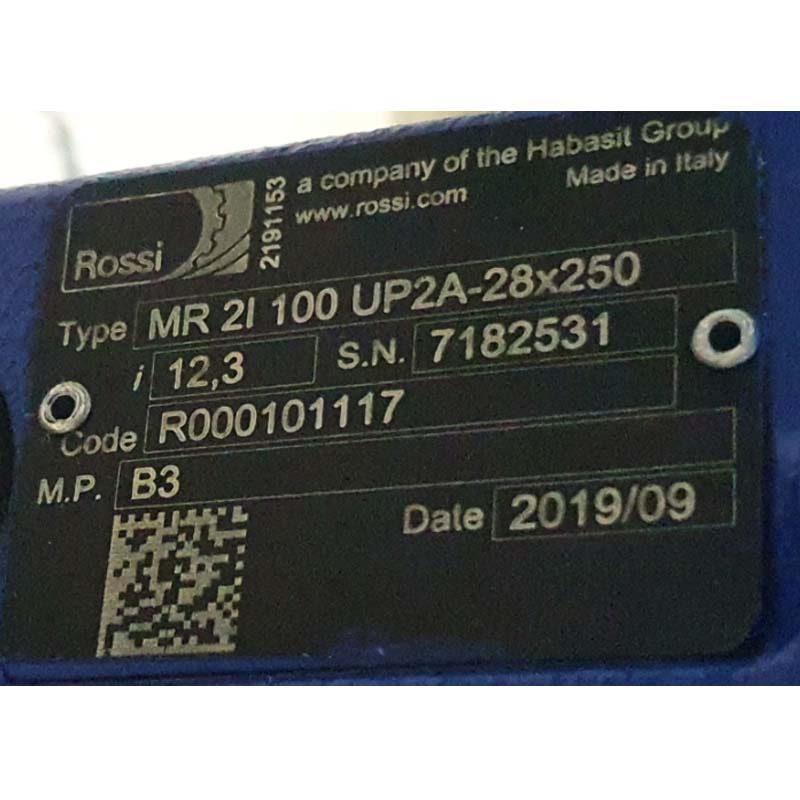 Rossi
2191153
a company of the Habasit Group
www.rossi.com
Made in Italy
Type MR 2I 100 UP2A-28x250
i 12,3 S.N. 7182531
Code R000101117
M.P. B3
Date 2019/09